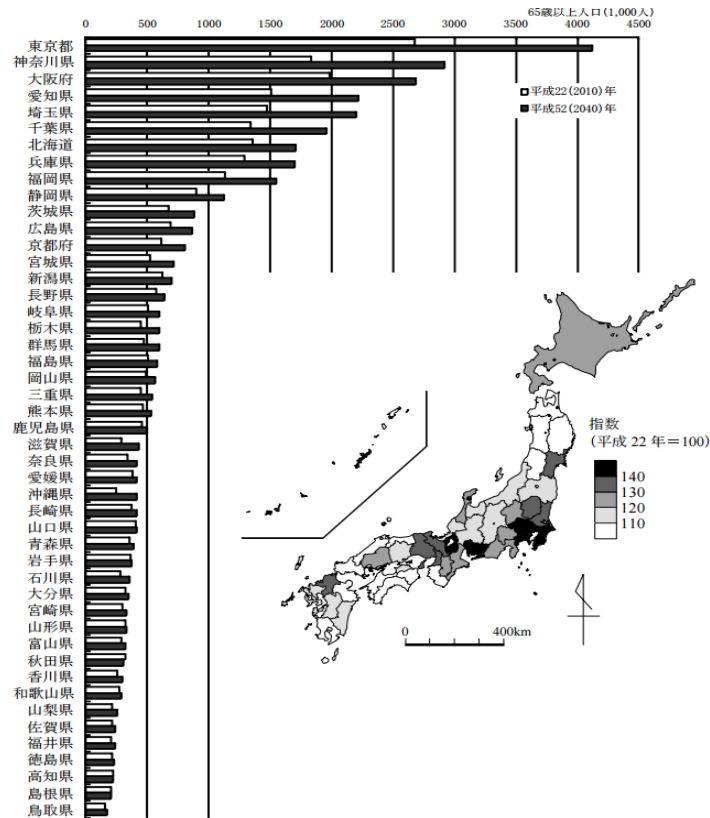 65歳以上人口(1,000人)
0 500 1000 1500 2000 2500 3000 3500 4000 4500
東京都
神奈川県
大阪府
愛知県
埼玉県
千葉県
北海道
兵庫県
福岡県
静岡県
茨城県
広島県
京都府
宮城県
新潟県
長野県
岐阜県
栃木県
群馬県
福島県
岡山県
三重県
熊本県
鹿児島県
滋賀県
奈良県
愛媛県
沖縄県
長崎県
山口県
青森県
岩手県
石川県
大分県
宮崎県
山形県
富山県
秋田県
香川県
和歌山県
山梨県
佐賀県
福井県
徳島県
高知県
島根県
鳥取県
平成22(2010)年
平成52(2040)年
指数
(平成 22 年=100)
140
130
120
110
0 400km